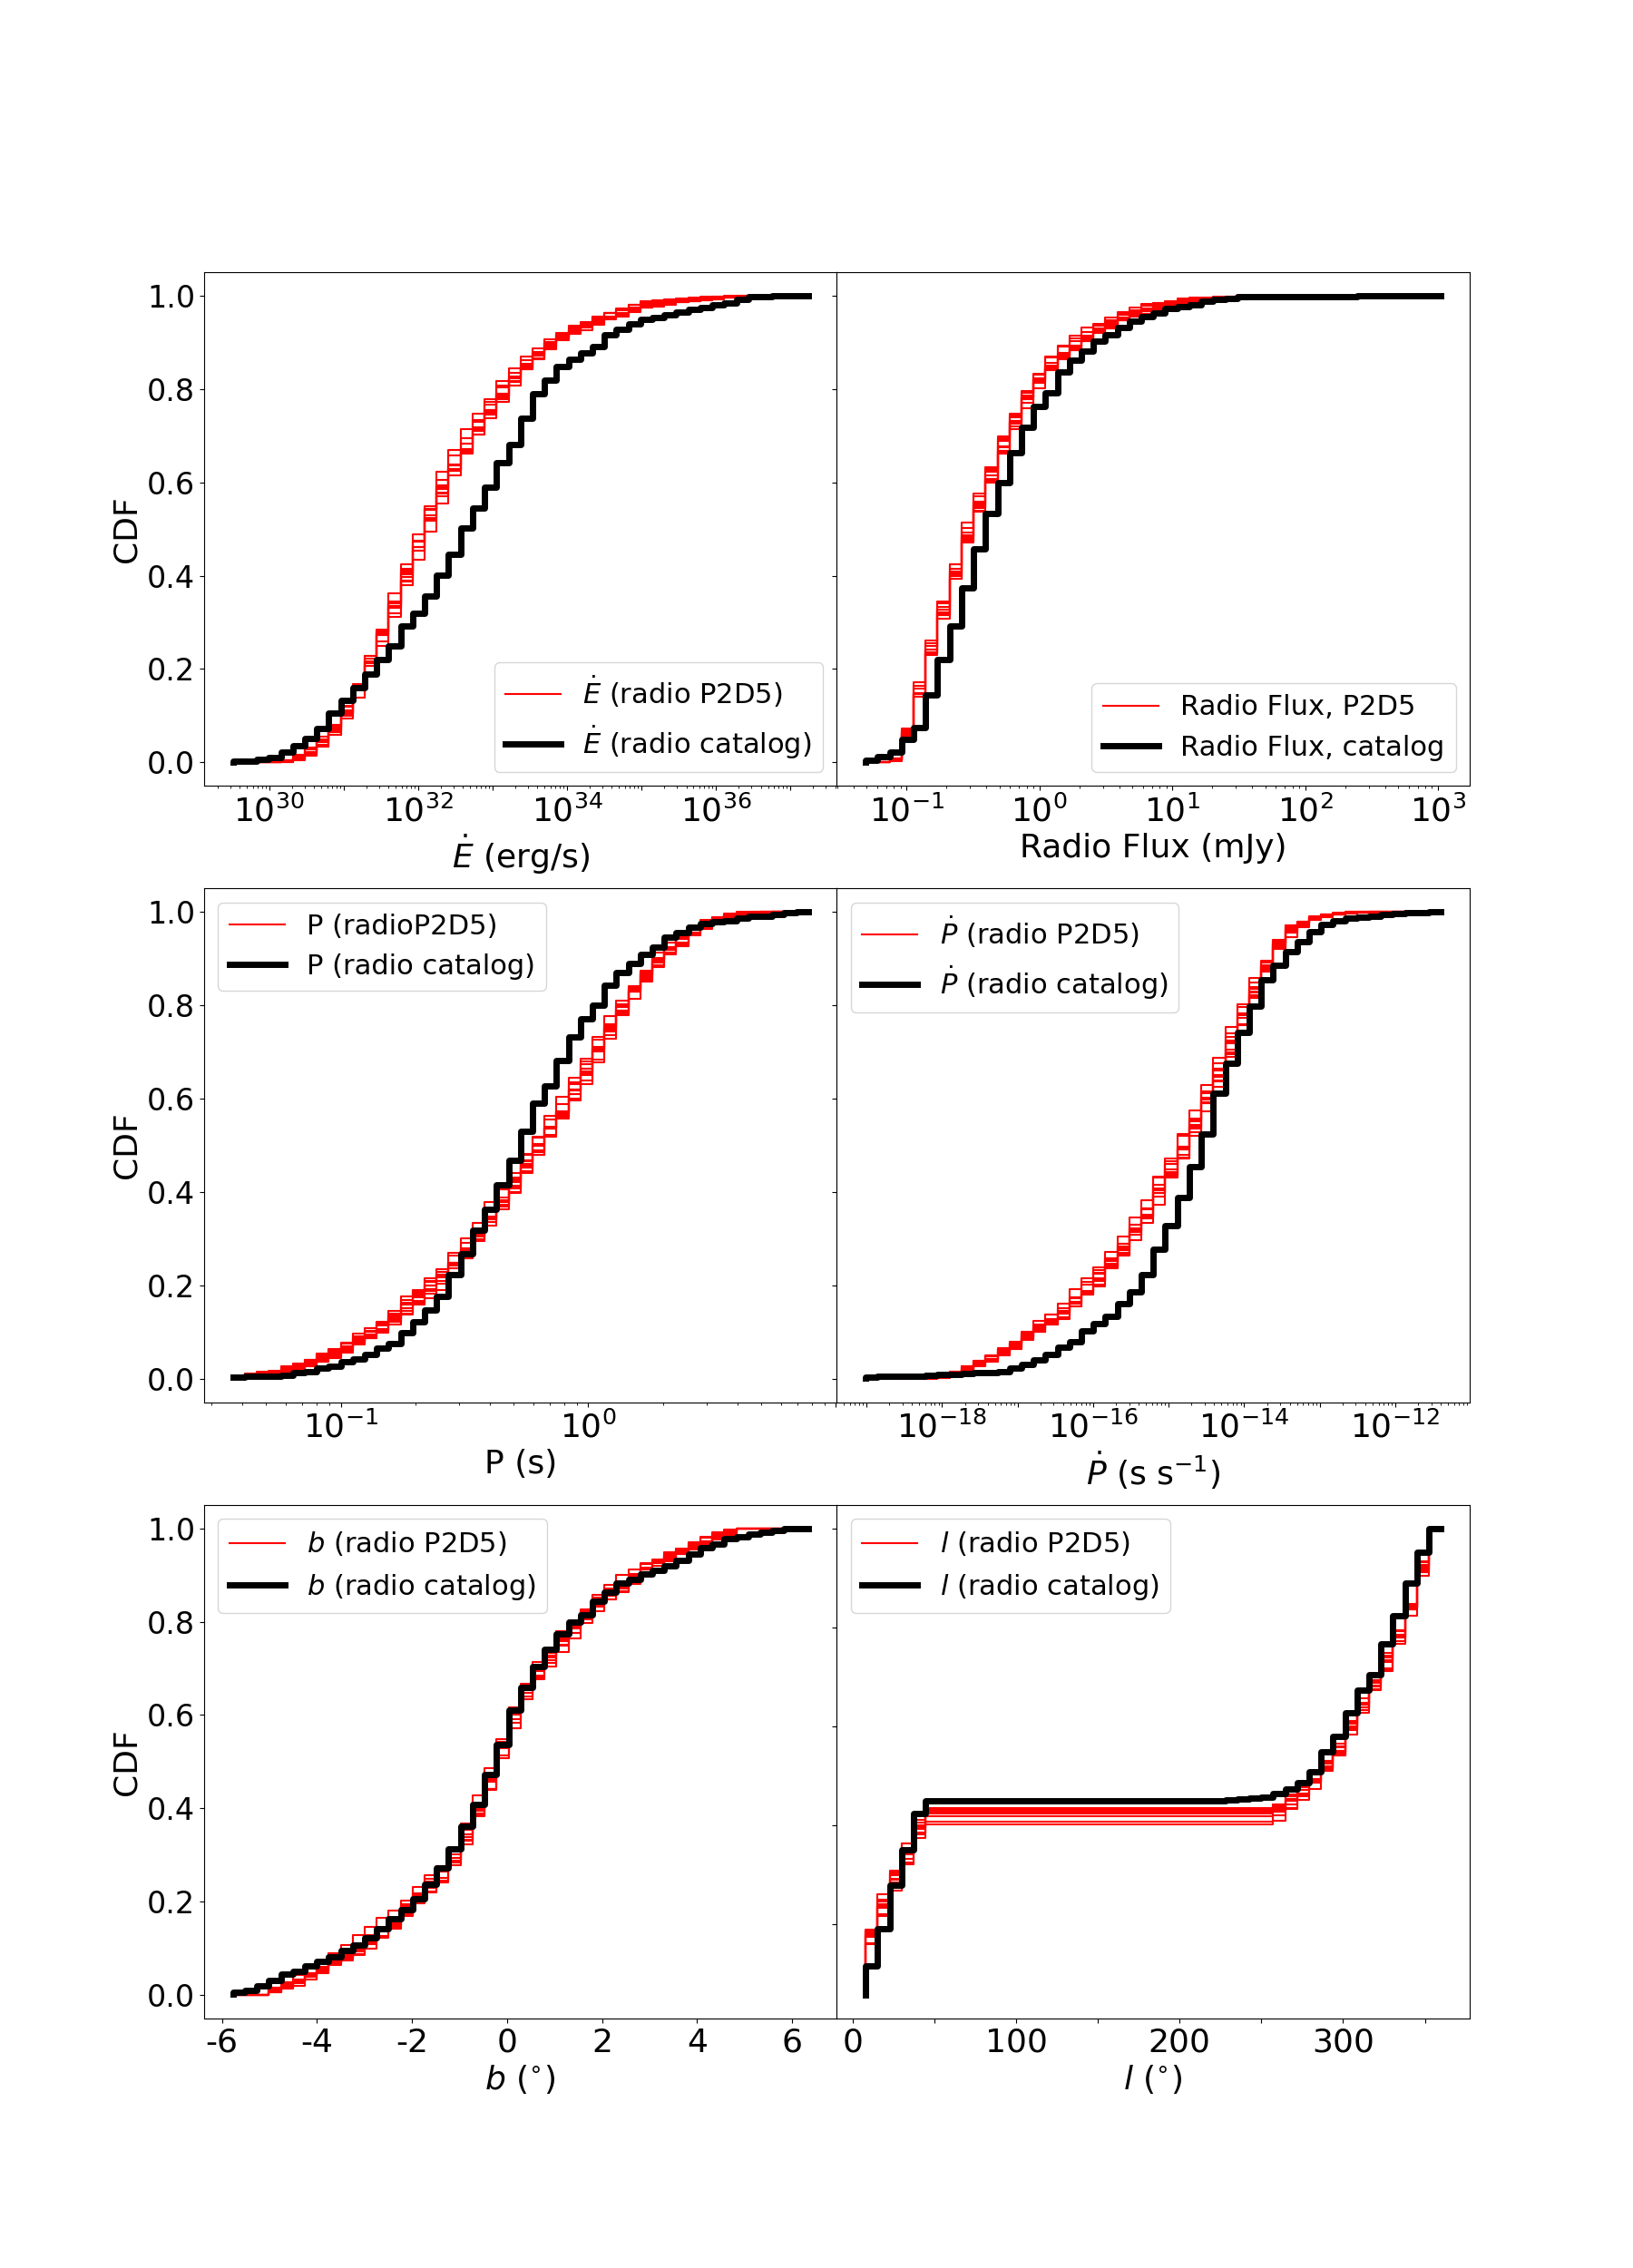 1.0
0.8
0.6
0.4
0.2
0.0
CDF
10^30 10^32 10^34 10^36
Ė (erg/s)
Ė (radio P2D5)
Ė (radio catalog)
10^−1 10^0 10^1 10^2 10^3
Radio Flux (mJy)
Radio Flux, P2D5
Radio Flux, catalog
1.0
0.8
0.6
0.4
0.2
0.0
CDF
P (radioP2D5)
P (radio catalog)
10^−1 10^0
P (s)
Ṗ (radio P2D5)
Ṗ (radio catalog)
10^−18 10^−16 10^−14 10^−12
Ṗ (s s^−1)
1.0
0.8
0.6
0.4
0.2
0.0
CDF
b (radio P2D5)
b (radio catalog)
-6 -4 -2 0 2 4 6
b (°)
l (radio P2D5)
l (radio catalog)
0 100 200 300
l (°)